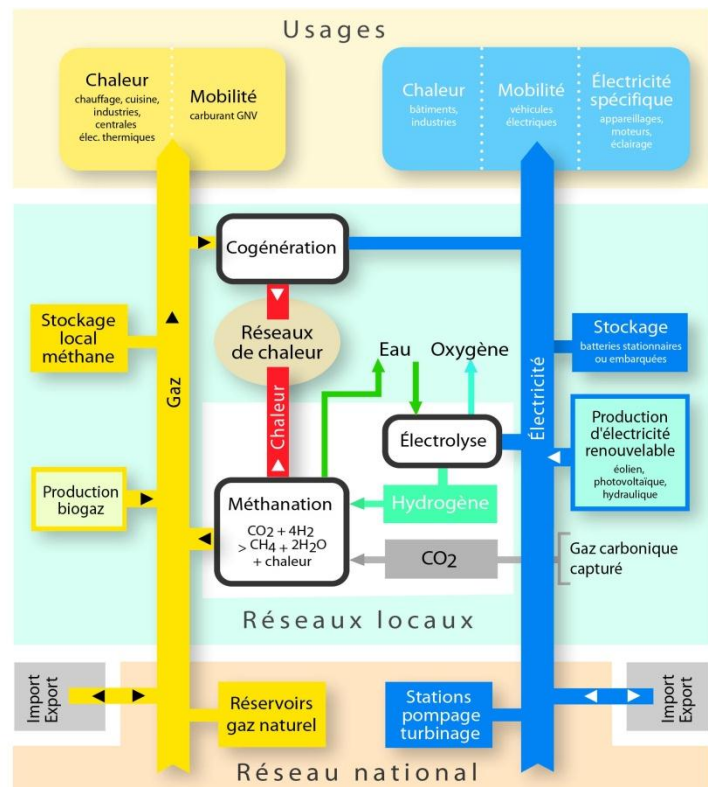 Usages
Chaleur
chauffage, cuisine,
industries,
centrales
élec. thermiques
Mobilité
carburant GNV
Chaleur
bâtiments,
industries
Mobilité
véhicules
électriques
Électricité
spécifique
appareillages,
moteurs,
éclairage
Cogénération
Stockage
local
méthane
Réseaux
de chaleur
Eau
Oxygène
Stockage
batteries stationnaires
ou embarquées
Gaz
Chaleur
Électricité
Électrolyse
Production
d'électricité
renouvelable
éolien,
photovoltaïque,
hydraulique
Production
biogaz
Méthanation
CO2 + 4H2
> CH4 + 2H2O
+ chaleur
Hydrogène
CO2
Gaz carbonique
capturé
Réseaux locaux
Import
Export
Réservoirs
gaz naturel
Stations
pompage
turbinage
Import
Export
Réseau national